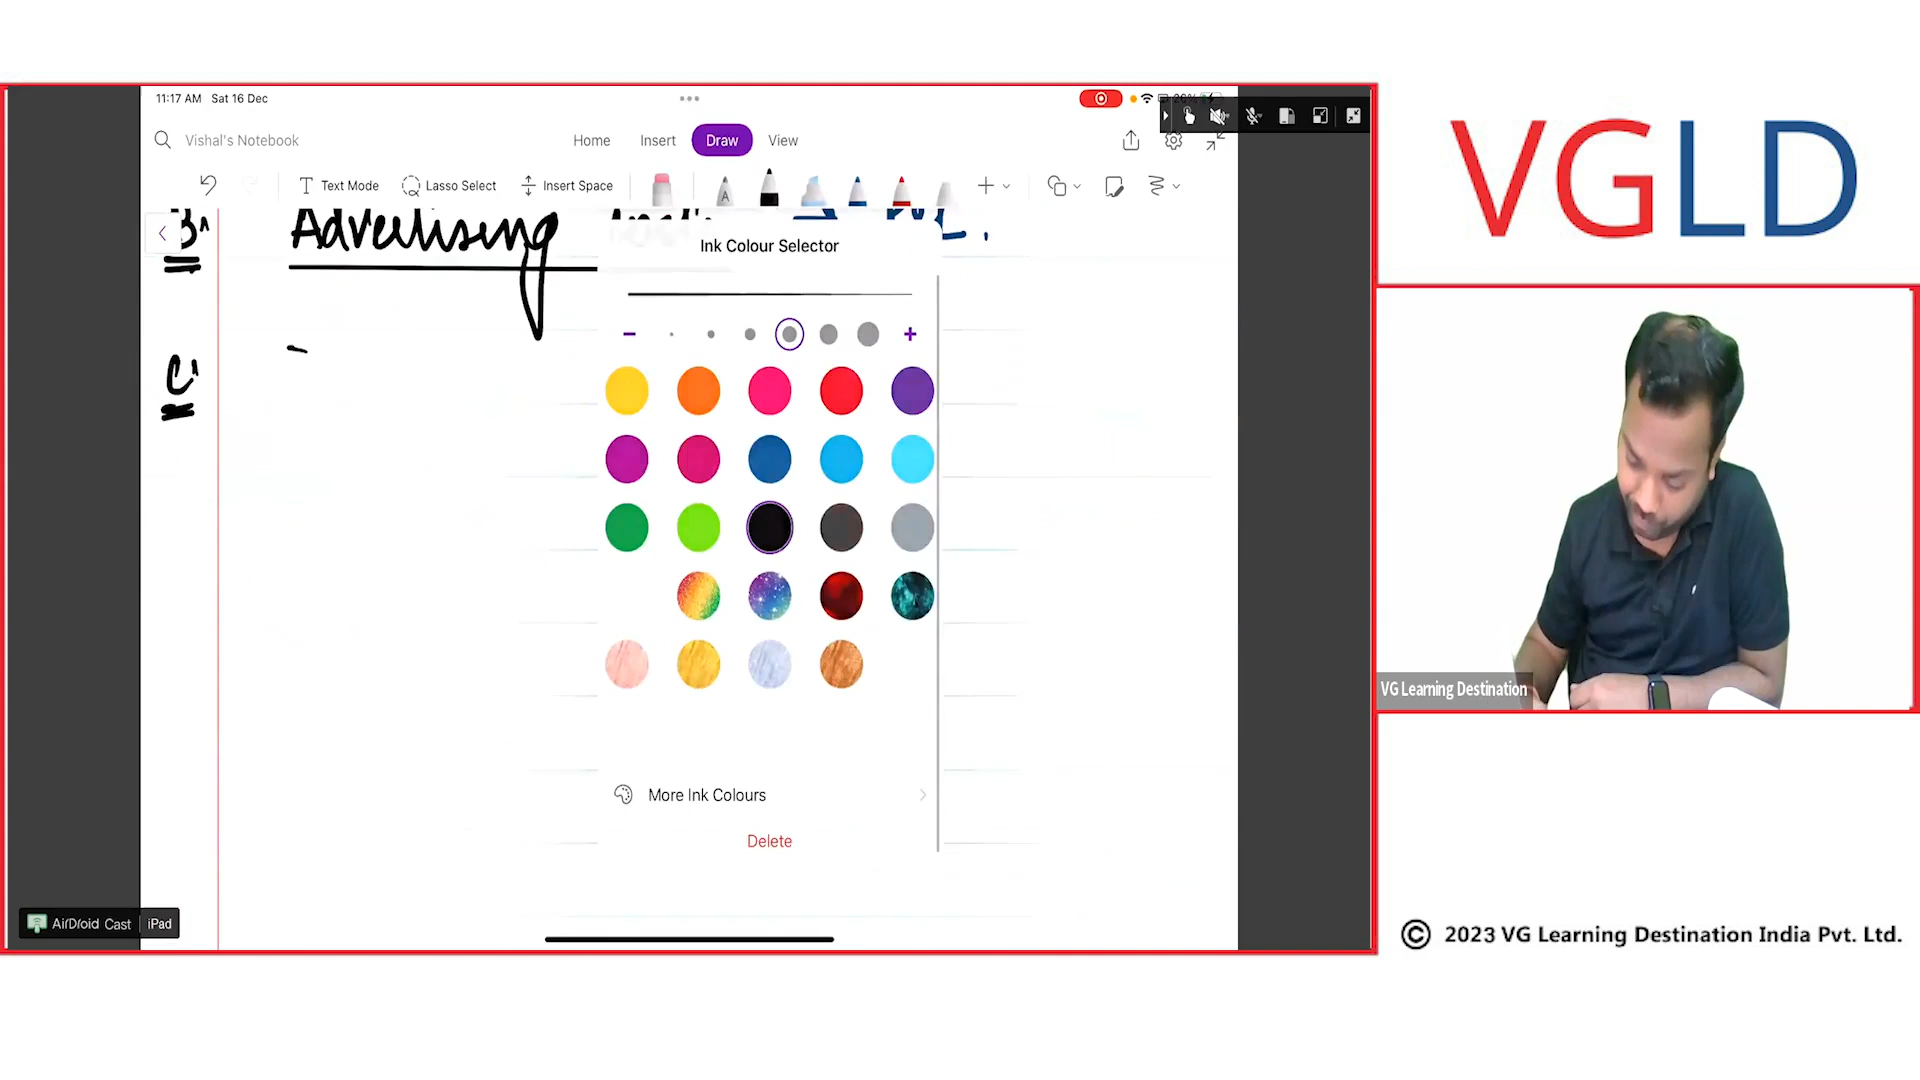 11:17 AM Sat 16 Dec
26%
VGLD
Vishal's Notebook
Home Insert Draw View
Text Mode Lasso Select Insert Space
A
B. Advertising
Ink Colour Selector
C.
More Ink Colours
Delete
VG Learning Destination
AirDroid Cast iPad
© 2023 VG Learning Destination India Pvt. Ltd.